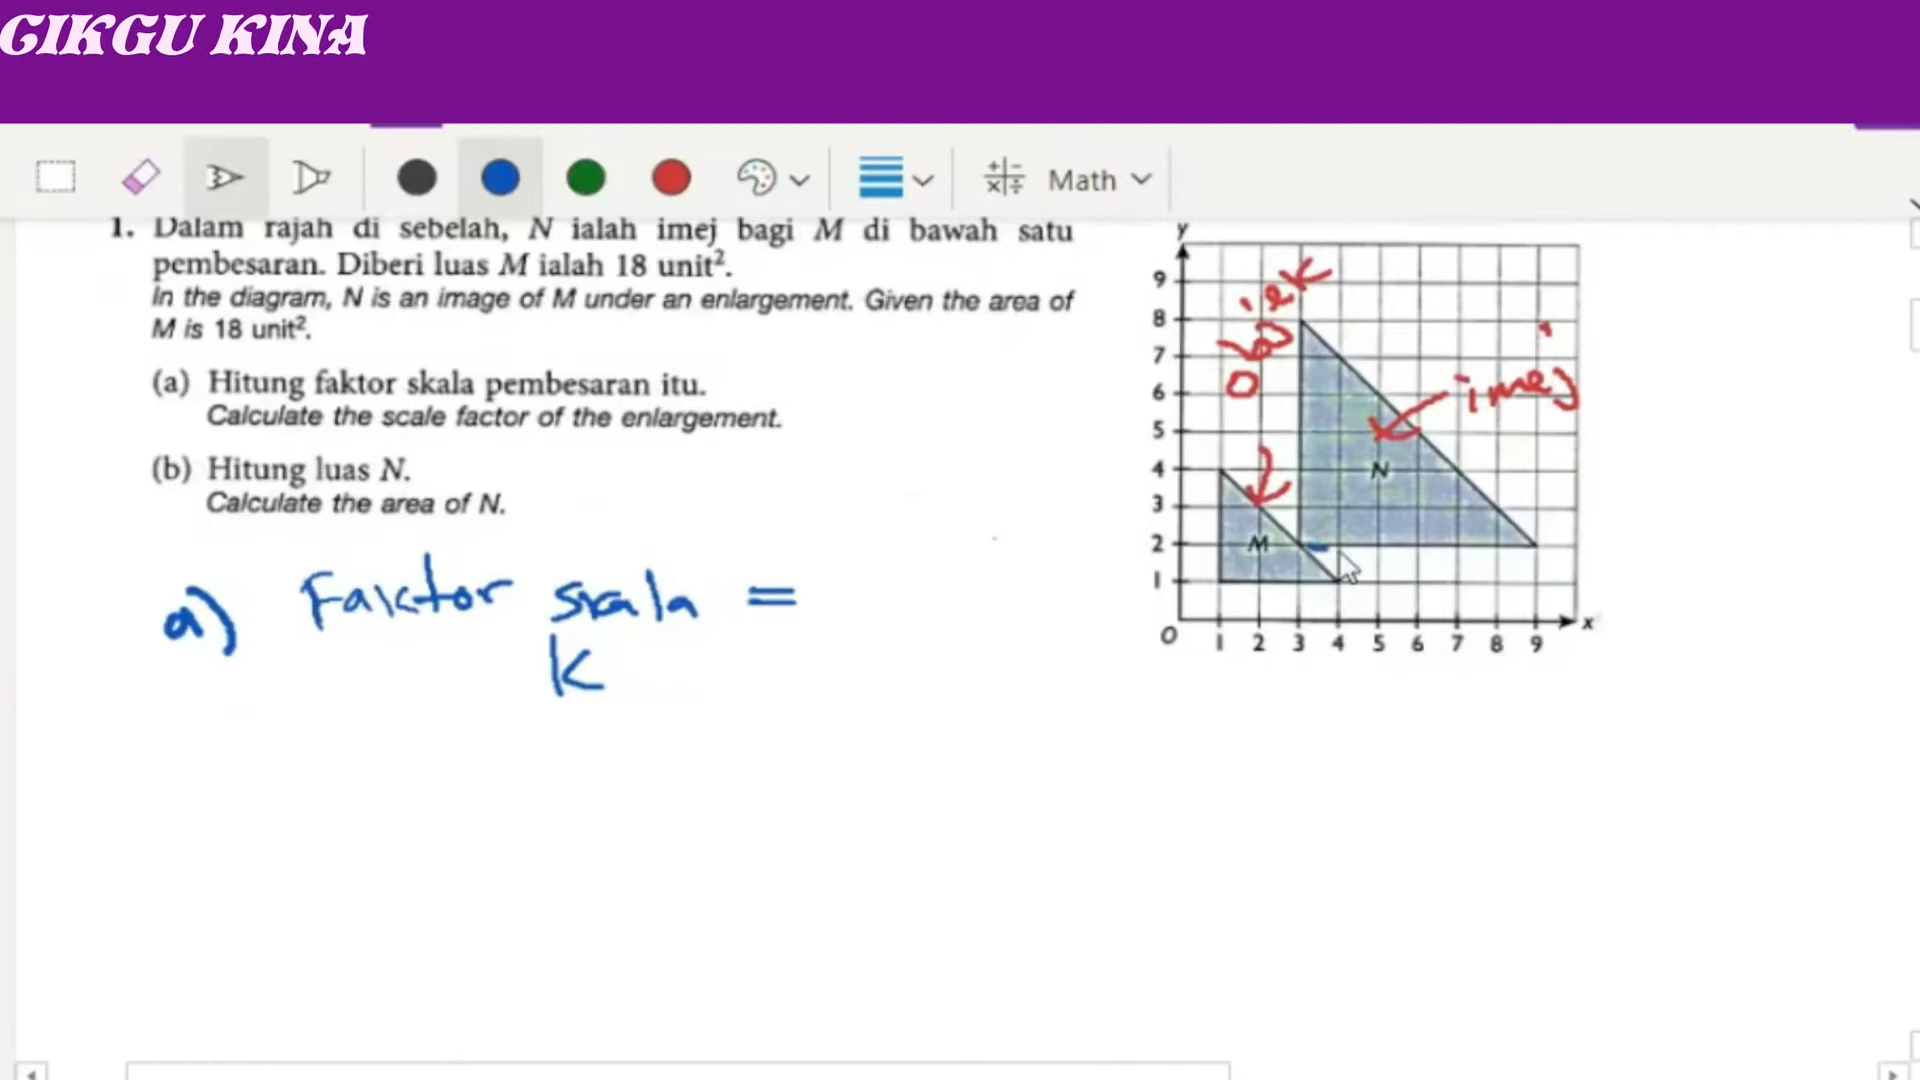 CIKGU KINA
Math
1. Dalam rajah di sebelah, N ialah imej bagi M di bawah satu
pembesaran. Diberi luas M ialah 18 unit².
In the diagram, N is an image of M under an enlargement. Given the area of
M is 18 unit².
(a) Hitung faktor skala pembesaran itu.
Calculate the scale factor of the enlargement.
(b) Hitung luas N.
Calculate the area of N.
a) Faktor skala =
k
y
9
8
7
6
5
4
3
2
1
O 1 2 3 4 5 6 7 8 9 x
objek
imej
N
M